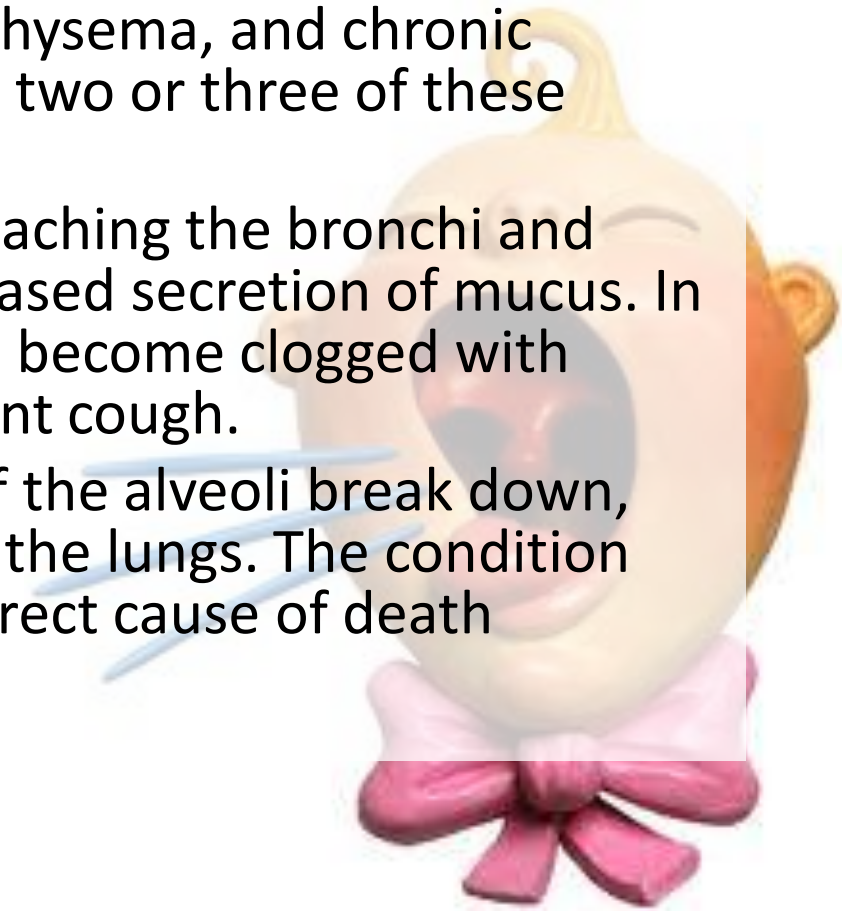 hysema, and chronic
two or three of these
aching the bronchi and
ased secretion of mucus. In
become clogged with
nt cough.
f the alveoli break down,
the lungs. The condition
rect cause of death